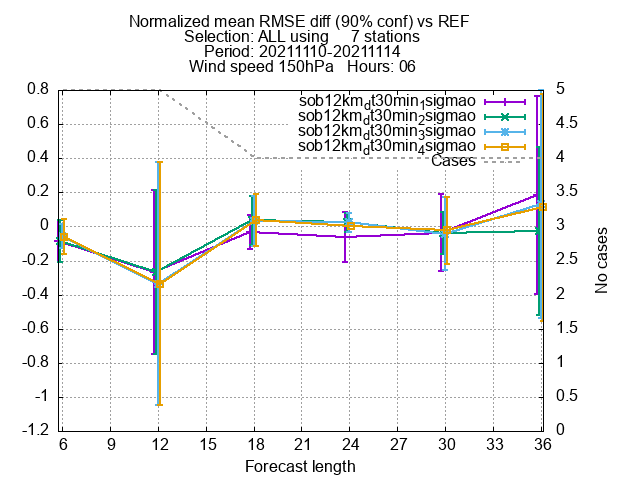 Normalized mean RMSE diff (90% conf) vs REF
Selection: ALL using     7 stations
Period: 20211110-20211114
Wind speed 150hPa   Hours: 06
sob12km_dt30min_1sigmao
sob12km_dt30min_2sigmao
sob12km_dt30min_3sigmao
sob12km_dt30min_4sigmao
Cases
0.8
0.6
0.4
0.2
0
-0.2
-0.4
-0.6
-0.8
-1
-1.2
5
4.5
4
3.5
3
2.5
2
1.5
1
0.5
0
No cases
6 9 12 15 18 21 24 27 30 33 36
Forecast length